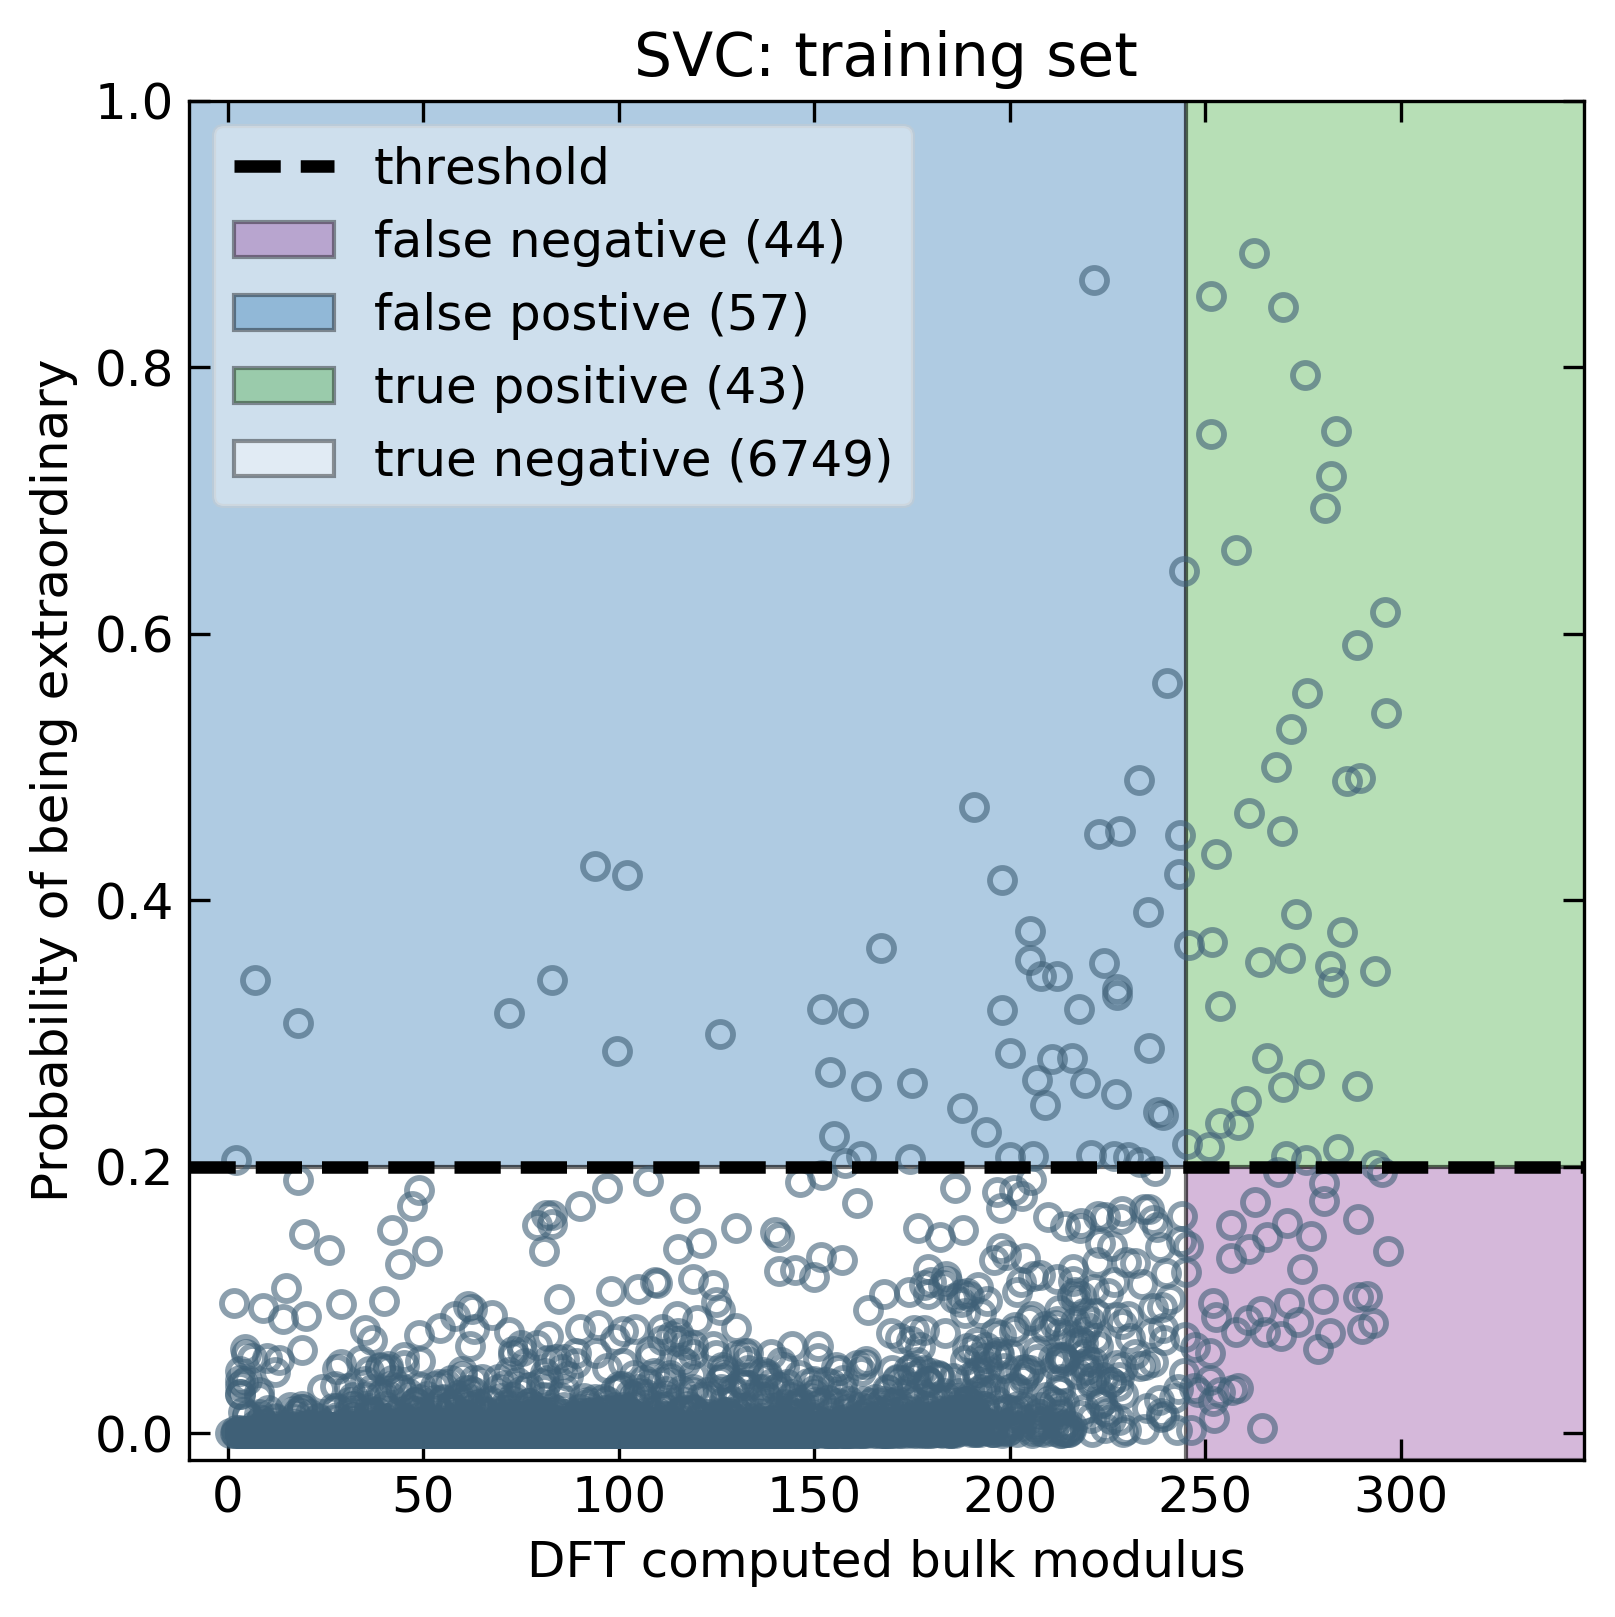 SVC: training set
1.0
0.8
0.6
0.4
0.2
0.0
Probability of being extraordinary
threshold
false negative (44)
false postive (57)
true positive (43)
true negative (6749)
0 50 100 150 200 250 300
DFT computed bulk modulus